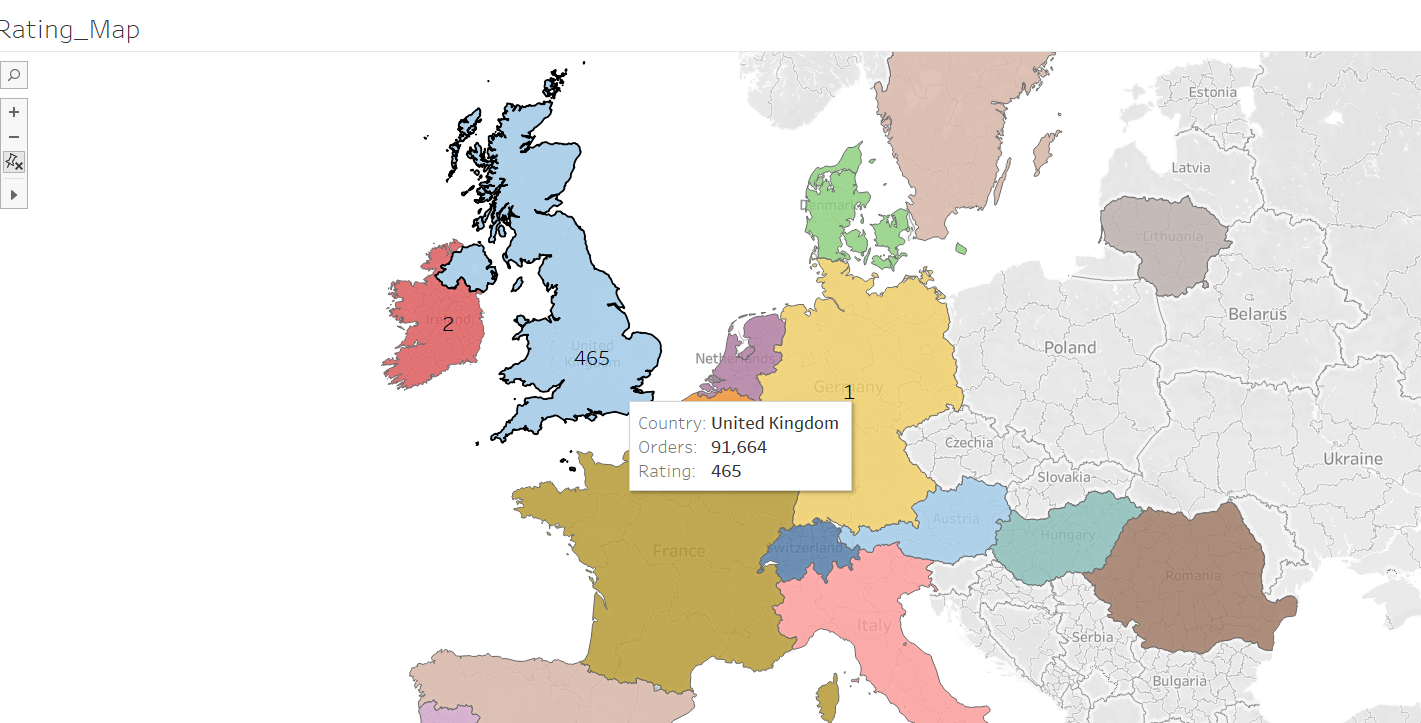 Rating_Map
Estonia
Latvia
Denmark
Lithuania
Belarus
Ireland
2
United
Kingdom
465
Netherlands
Poland
Germany
1
Country: United Kingdom
Orders: 91,664
Rating: 465
Czechia
Ukraine
Slovakia
Austria
Hungary
France
Switzerland
Romania
Italy
Serbia
Bulgaria